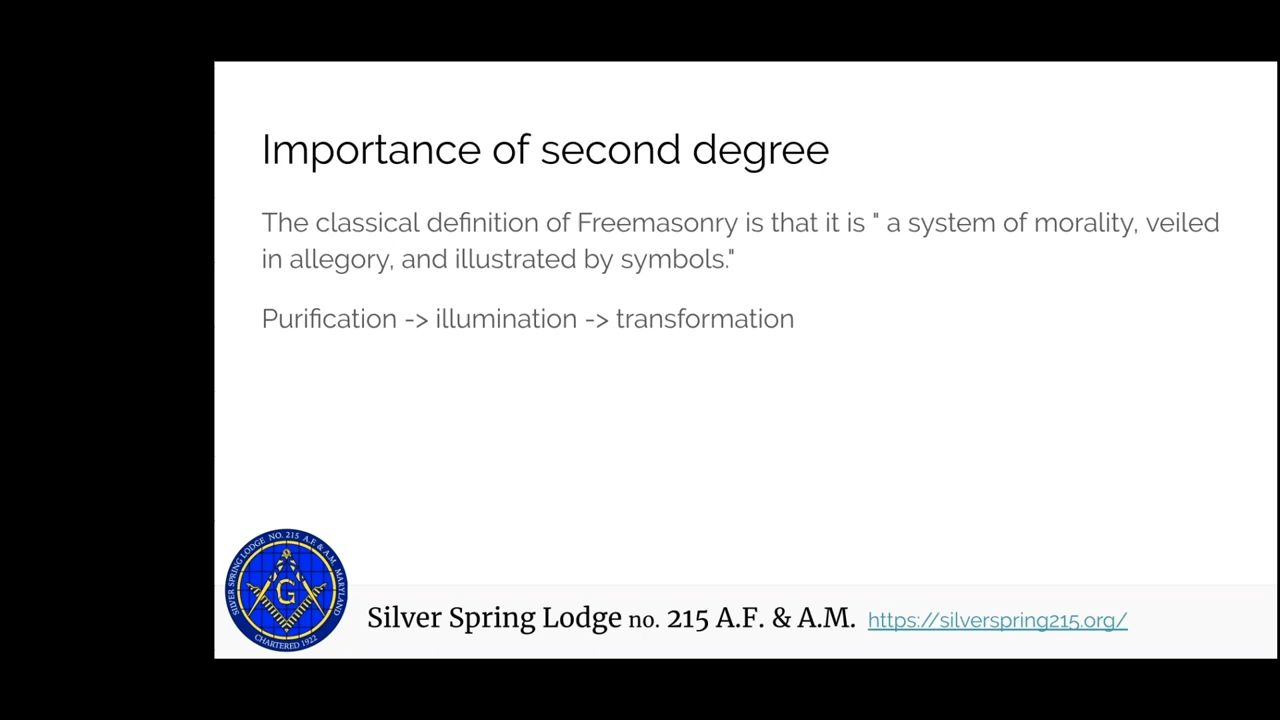 Importance of second degree
The classical definition of Freemasonry is that it is " a system of morality, veiled
in allegory, and illustrated by symbols."
Purification -> illumination -> transformation
SILVER SPRING LODGE NO. 215 A.F. & A.M. MARYLAND
G
CHARTERED 1922
Silver Spring Lodge no. 215 A.F. & A.M. https://silverspring215.org/